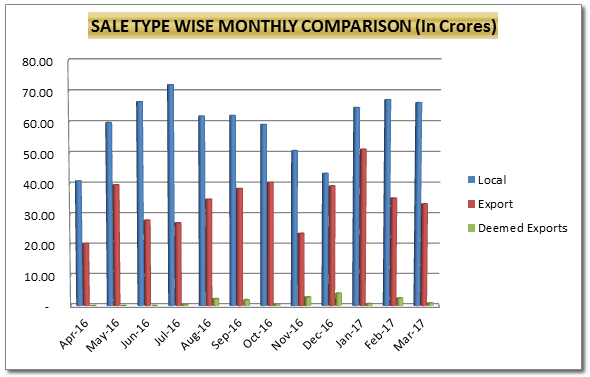 SALE TYPE WISE MONTHLY COMPARISON (In Crores)
80.00
70.00
60.00
50.00
40.00
30.00
20.00
10.00
-
Local
Export
Deemed Exports
Apr-16
May-16
Jun-16
Jul-16
Aug-16
Sep-16
Oct-16
Nov-16
Dec-16
Jan-17
Feb-17
Mar-17